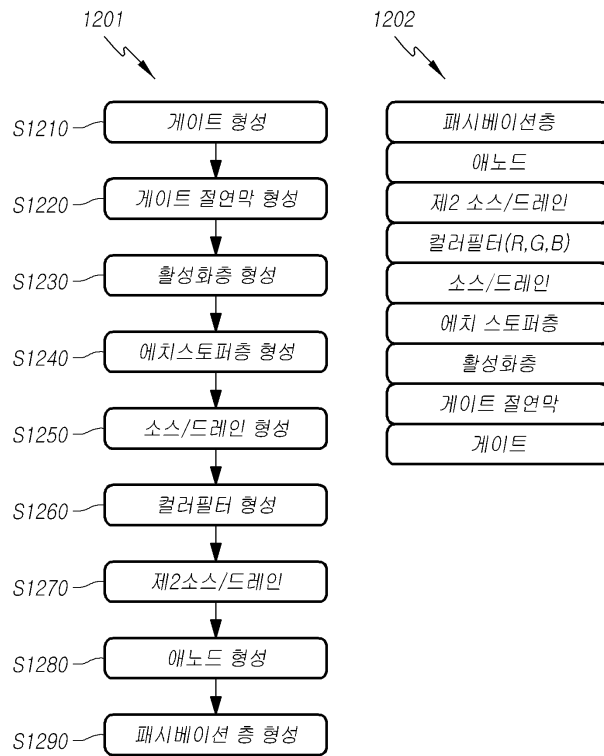 1201
S1210 게이트 형성
S1220 게이트 절연막 형성
S1230 활성화층 형성
S1240 에치스토퍼층 형성
S1250 소스/드레인 형성
S1260 컬러필터 형성
S1270 제2소스/드레인
S1280 애노드 형성
S1290 패시베이션 층 형성
1202
패시베이션층
애노드
제2 소스/드레인
컬러필터(R,G,B)
소스/드레인
에치 스토퍼층
활성화층
게이트 절연막
게이트